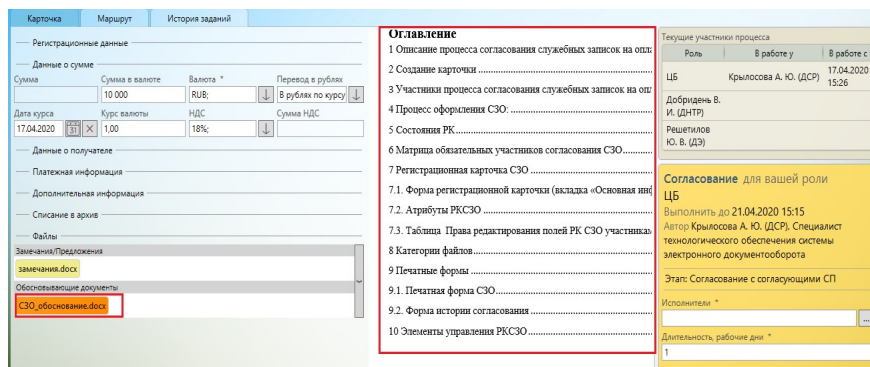 Карточка
Маршрут
История заданий
Регистрационные данные
Данные о сумме
Сумма
Сумма в валюте
Валюта *
Перевод в рублях
10 000
RUB;
В рублях по курсу
Дата курса
Курс валюты
НДС
Сумма НДС
17.04.2020
31
1,00
18%;
Данные о получателе
Платежная информация
Дополнительная информация
Списание в архив
Файлы
Замечания/Предложения
замечания.docx
Обосновывающие документы
СЗО_обоснование.docx
Оглавление
1 Описание процесса согласования служебных записок на опла
2 Создание карточки
3 Участники процесса согласования служебных записок на опл
4 Процесс оформления СЗО:
5 Состояния РК
6 Матрица обязательных участников согласования СЗО
7 Регистрационная карточка СЗО
7.1. Форма регистрационной карточки (вкладка «Основная инф
7.2. Атрибуты РКСЗО
7.3. Таблица Права редактирования полей РК СЗО участникам
8 Категории файлов
9 Печатные формы
9.1. Печатная форма СЗО
9.2. Форма истории согласования
10 Элементы управления РКСЗО
Текущие участники процесса
Роль
В работе у
В работе с
ЦБ
Крылосова А. Ю. (ДСР)
17.04.2020
15:26
Добридень В.
И. (ДНТР)
Решетилов
Ю. В. (ДЭ)
Согласование для вашей роли
ЦБ
Выполнить до 21.04.2020 15:15
Автор Крылосова А. Ю. (ДСР), Специалист
технологического обеспечения системы
электронного документооборота
Этап: Согласование с согласующими СП
Исполнители *
...
Длительность, рабочие дни *
1